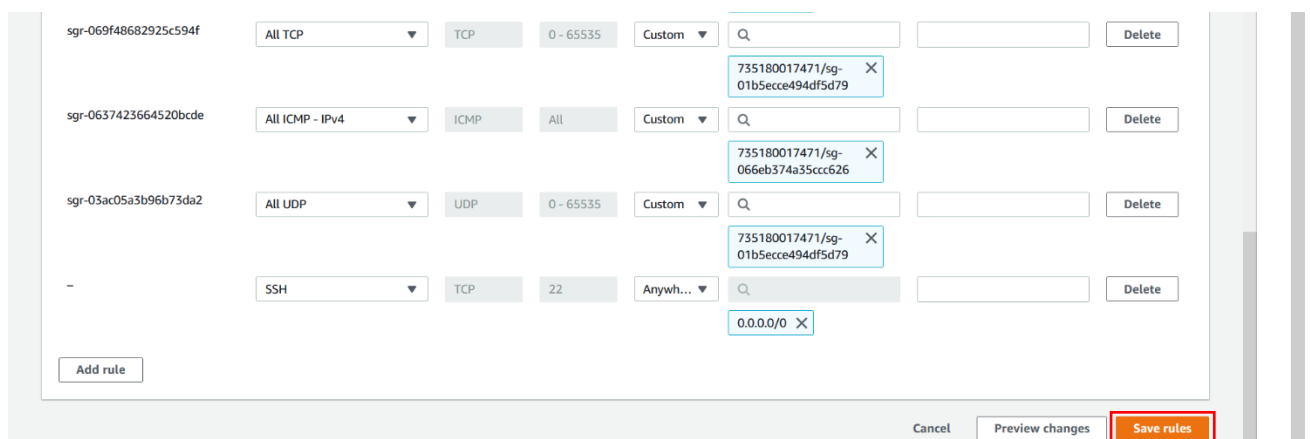 sgr-069f48682925c594f All TCP TCP 0 - 65535 Custom Delete
735180017471/sg-
01b5ecce494df5d79
sgr-0637423664520bcde All ICMP - IPv4 ICMP All Custom Delete
735180017471/sg-
066eb374a35ccc626
sgr-03ac05a3b96b73da2 All UDP UDP 0 - 65535 Custom Delete
735180017471/sg-
01b5ecce494df5d79
– SSH TCP 22 Anywh... Delete
0.0.0.0/0
Add rule
Cancel Preview changes Save rules